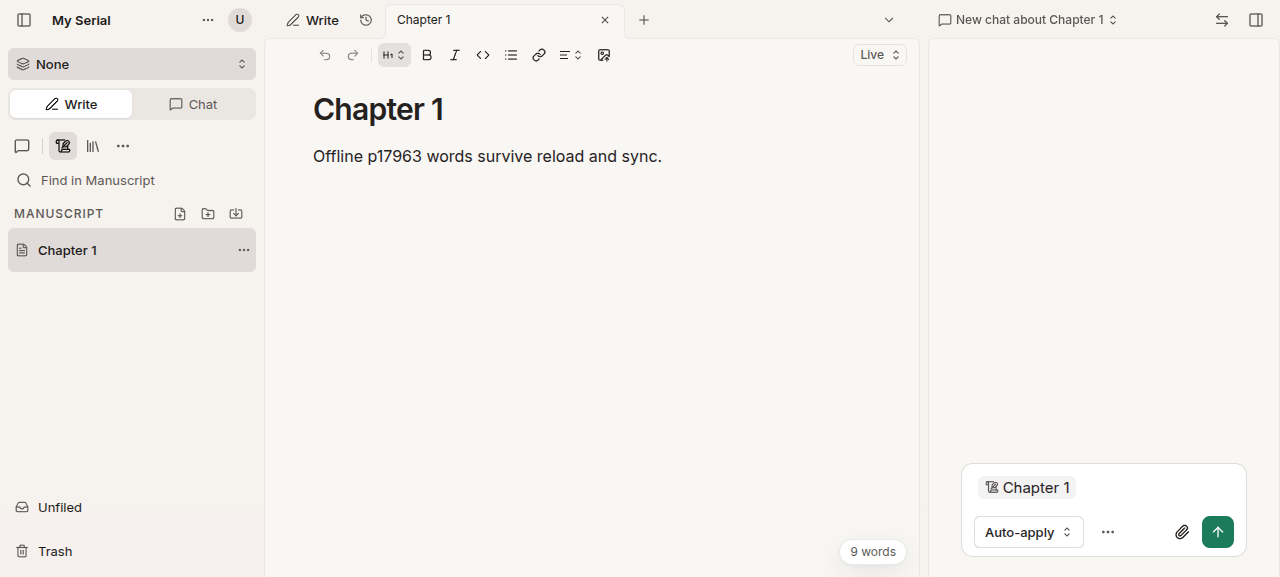 My Serial
U
None
Write
Chat
Find in Manuscript
MANUSCRIPT
Chapter 1
Unfiled
Trash
Write
Chapter 1
H1
Live
Chapter 1
Offline p17963 words survive reload and sync.
9 words
New chat about Chapter 1
Chapter 1
Auto-apply